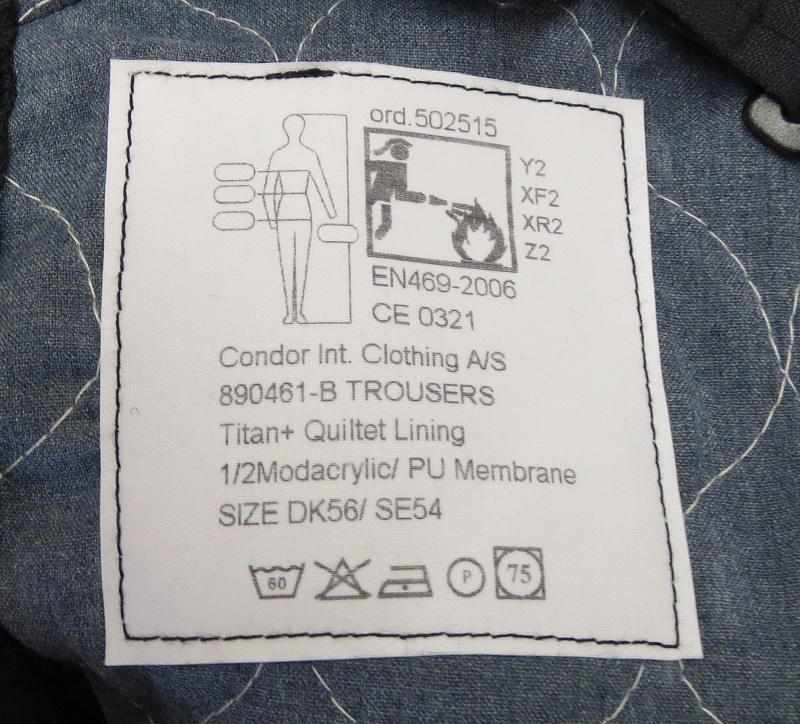 ord.502515
Y2
XF2
XR2
Z2
EN469-2006
CE 0321
Condor Int. Clothing A/S
890461-B TROUSERS
Titan+ Quiltet Lining
1/2Modacrylic/ PU Membrane
SIZE DK56/ SE54
60 P 75